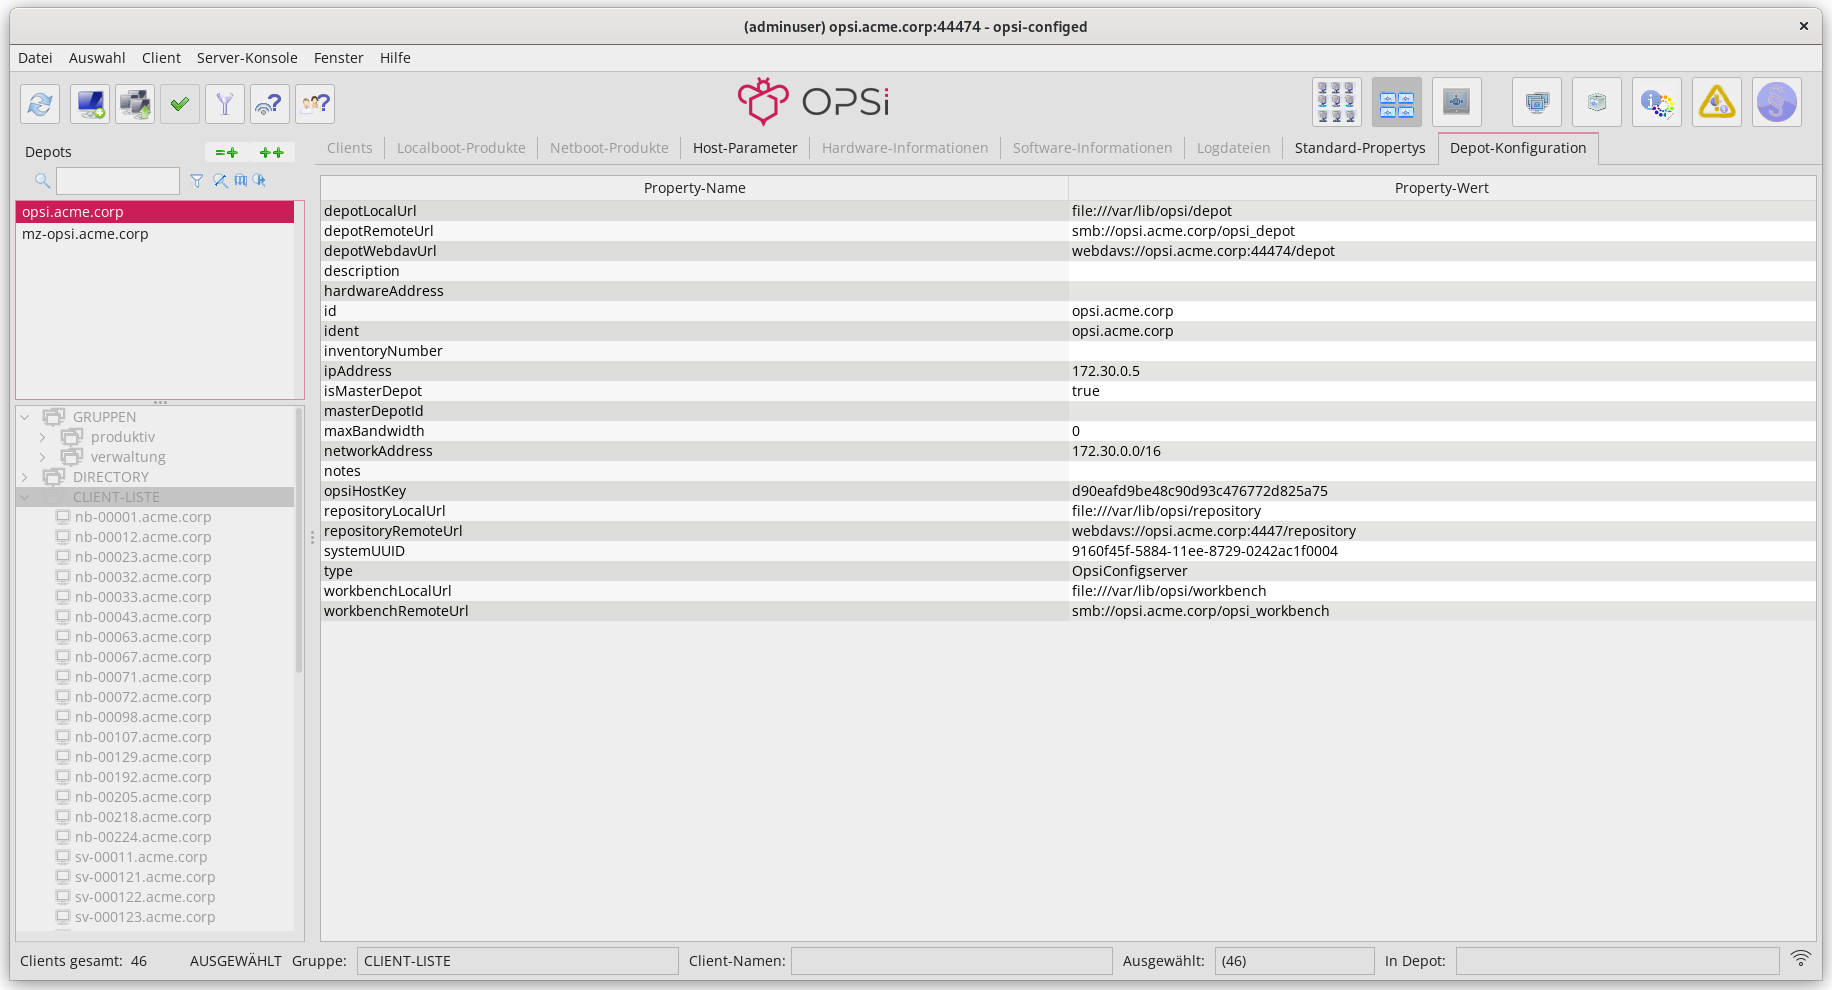 (adminuser) opsi.acme.corp:44474 - opsi-configed
Datei Auswahl Client Server-Konsole Fenster Hilfe
OPSi
Depots
Clients Localboot-Produkte Netboot-Produkte Host-Parameter Hardware-Informationen Software-Informationen Logdateien Standard-Propertys Depot-Konfiguration
opsi.acme.corp
mz-opsi.acme.corp
GRUPPEN
produktiv
verwaltung
DIRECTORY
CLIENT-LISTE
nb-00001.acme.corp
nb-00012.acme.corp
nb-00023.acme.corp
nb-00032.acme.corp
nb-00033.acme.corp
nb-00043.acme.corp
nb-00063.acme.corp
nb-00067.acme.corp
nb-00071.acme.corp
nb-00072.acme.corp
nb-00098.acme.corp
nb-00107.acme.corp
nb-00129.acme.corp
nb-00192.acme.corp
nb-00205.acme.corp
nb-00218.acme.corp
nb-00224.acme.corp
sv-00011.acme.corp
sv-000121.acme.corp
sv-000122.acme.corp
sv-000123.acme.corp
Property-Name Property-Wert
depotLocalUrl file:///var/lib/opsi/depot
depotRemoteUrl smb://opsi.acme.corp/opsi_depot
depotWebdavUrl webdavs://opsi.acme.corp:44474/depot
description
hardwareAddress
id opsi.acme.corp
ident opsi.acme.corp
inventoryNumber
ipAddress 172.30.0.5
isMasterDepot true
masterDepotId
maxBandwidth 0
networkAddress 172.30.0.0/16
notes
opsiHostKey d90eafd9be48c90d93c476772d825a75
repositoryLocalUrl file:///var/lib/opsi/repository
repositoryRemoteUrl webdavs://opsi.acme.corp:4447/repository
systemUUID 9160f45f-5884-11ee-8729-0242ac1f0004
type OpsiConfigserver
workbenchLocalUrl file:///var/lib/opsi/workbench
workbenchRemoteUrl smb://opsi.acme.corp/opsi_workbench
Clients gesamt: 46 AUSGEWÄHLT Gruppe: CLIENT-LISTE Client-Namen: Ausgewählt: (46) In Depot: